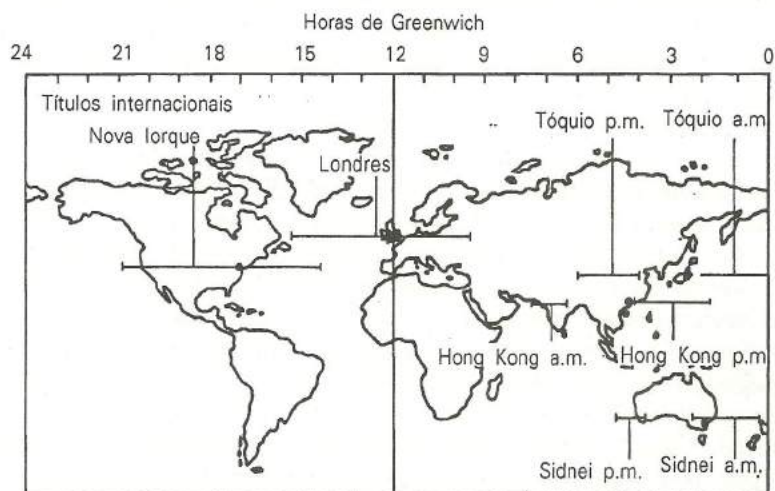 Horas de Greenwich
24 21 18 15 12 9 6 3 0
Títulos internacionais
Nova Iorque
Londres
Tóquio p.m. Tóquio a.m.
Hong Kong a.m. Hong Kong p.m.
Sidnei p.m. Sidnei a.m.